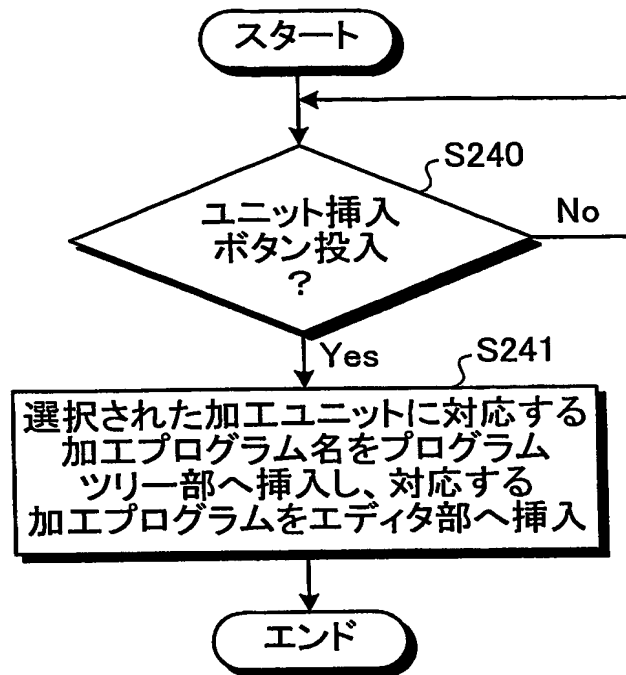 スタート
S240
ユニット挿入
ボタン投入
?
No
Yes
S241
選択された加工ユニットに対応する
加工プログラム名をプログラム
ツリー部へ挿入し、対応する
加工プログラムをエディタ部へ挿入
エンド